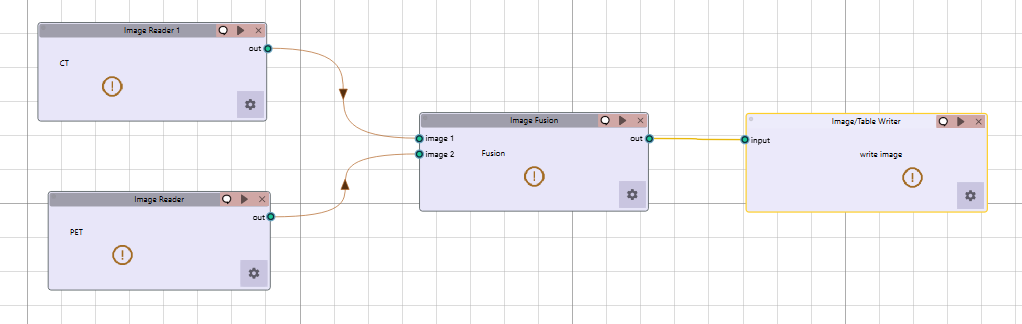 Image Reader 1
out
CT
Image Fusion
image 1
out
image 2
Fusion
Image/Table Writer
input
write image
Image Reader
out
PET